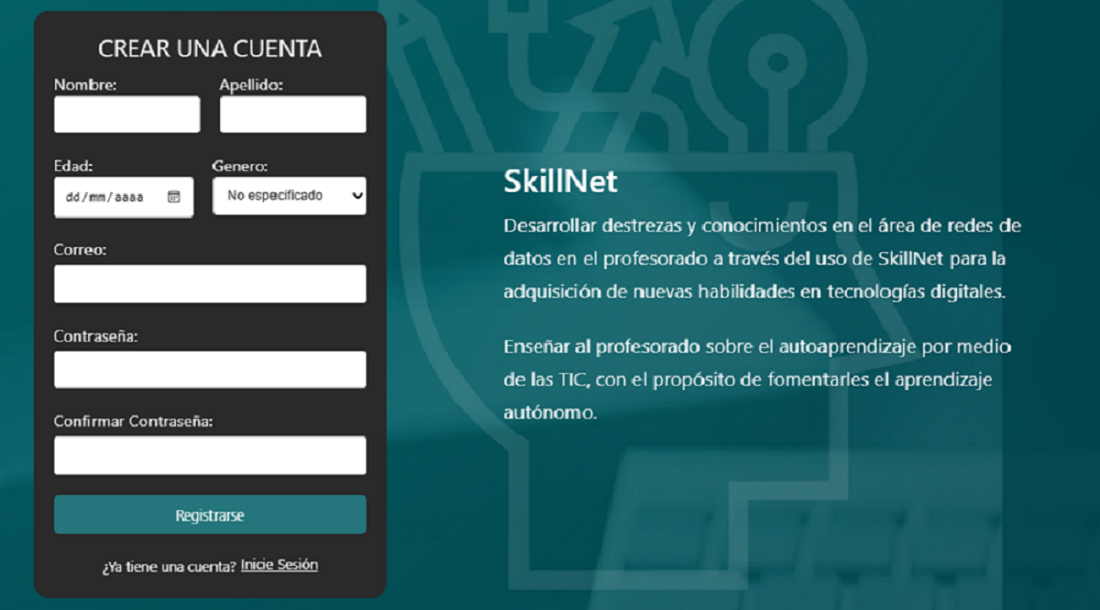 CREAR UNA CUENTA
Nombre: Apellido:
Edad: Genero:
dd/mm/aaaa No especificado
Correo:
Contraseña:
Confirmar Contraseña:
Registrarse
¿Ya tiene una cuenta? Inicie Sesión
SkillNet
Desarrollar destrezas y conocimientos en el área de redes de
datos en el profesorado a través del uso de SkillNet para la
adquisición de nuevas habilidades en tecnologías digitales.
Enseñar al profesorado sobre el autoaprendizaje por medio
de las TIC, con el propósito de fomentarles el aprendizaje
autónómo.